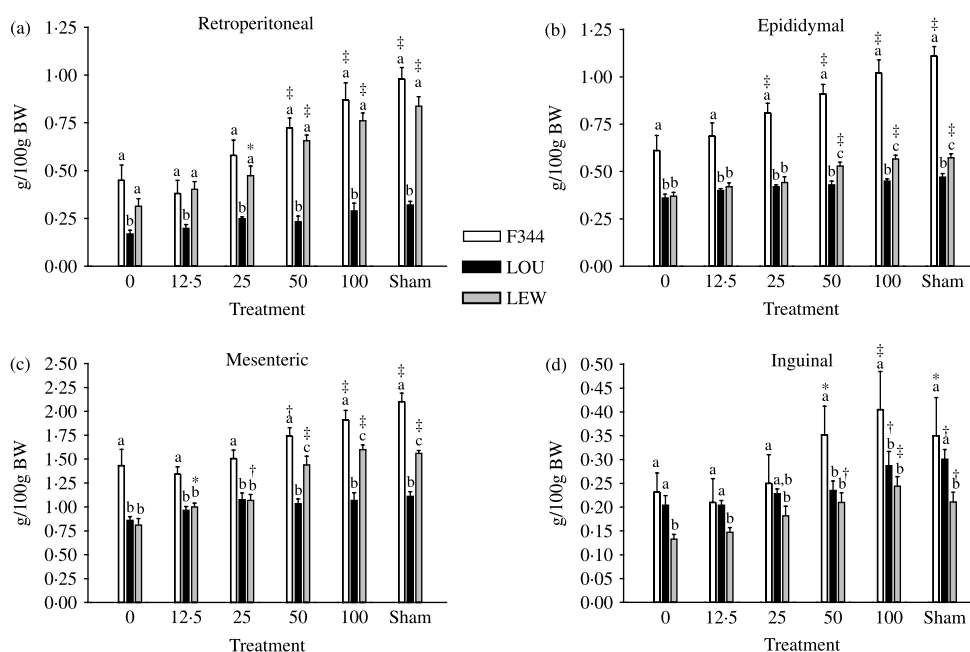 (a) Retroperitoneal
g/100g BW
1·25
1·00
0·75
0·50
0·25
0·00
a b a
a b a
a b * a
‡ a b ‡ a
‡ a b ‡ a
‡ a b ‡ a
0 12·5 25 50 100 Sham
Treatment
(b) Epididymal
g/100g BW
1·25
1·00
0·75
0·50
0·25
0·00
a b b
a b b
‡ a b b
‡ a b ‡ c
‡ a b ‡ c
‡ a b ‡ c
0 12·5 25 50 100 Sham
Treatment
F344
LOU
LEW
(c) Mesenteric
g/100g BW
2·50
2·25
2·00
1·75
1·50
1·25
1·00
0·75
0·50
0·25
0·00
a b b
a b * b
a b † b
† a b ‡ c
‡ a b ‡ c
‡ a b ‡ c
0 12·5 25 50 100 Sham
Treatment
(d) Inguinal
g/100g BW
0·50
0·45
0·40
0·35
0·30
0·25
0·20
0·15
0·10
0·05
0·00
a a b
a a b
a a,b b
* a b b †
‡ a † b ‡ b
* a † a ‡ b
0 12·5 25 50 100 Sham
Treatment